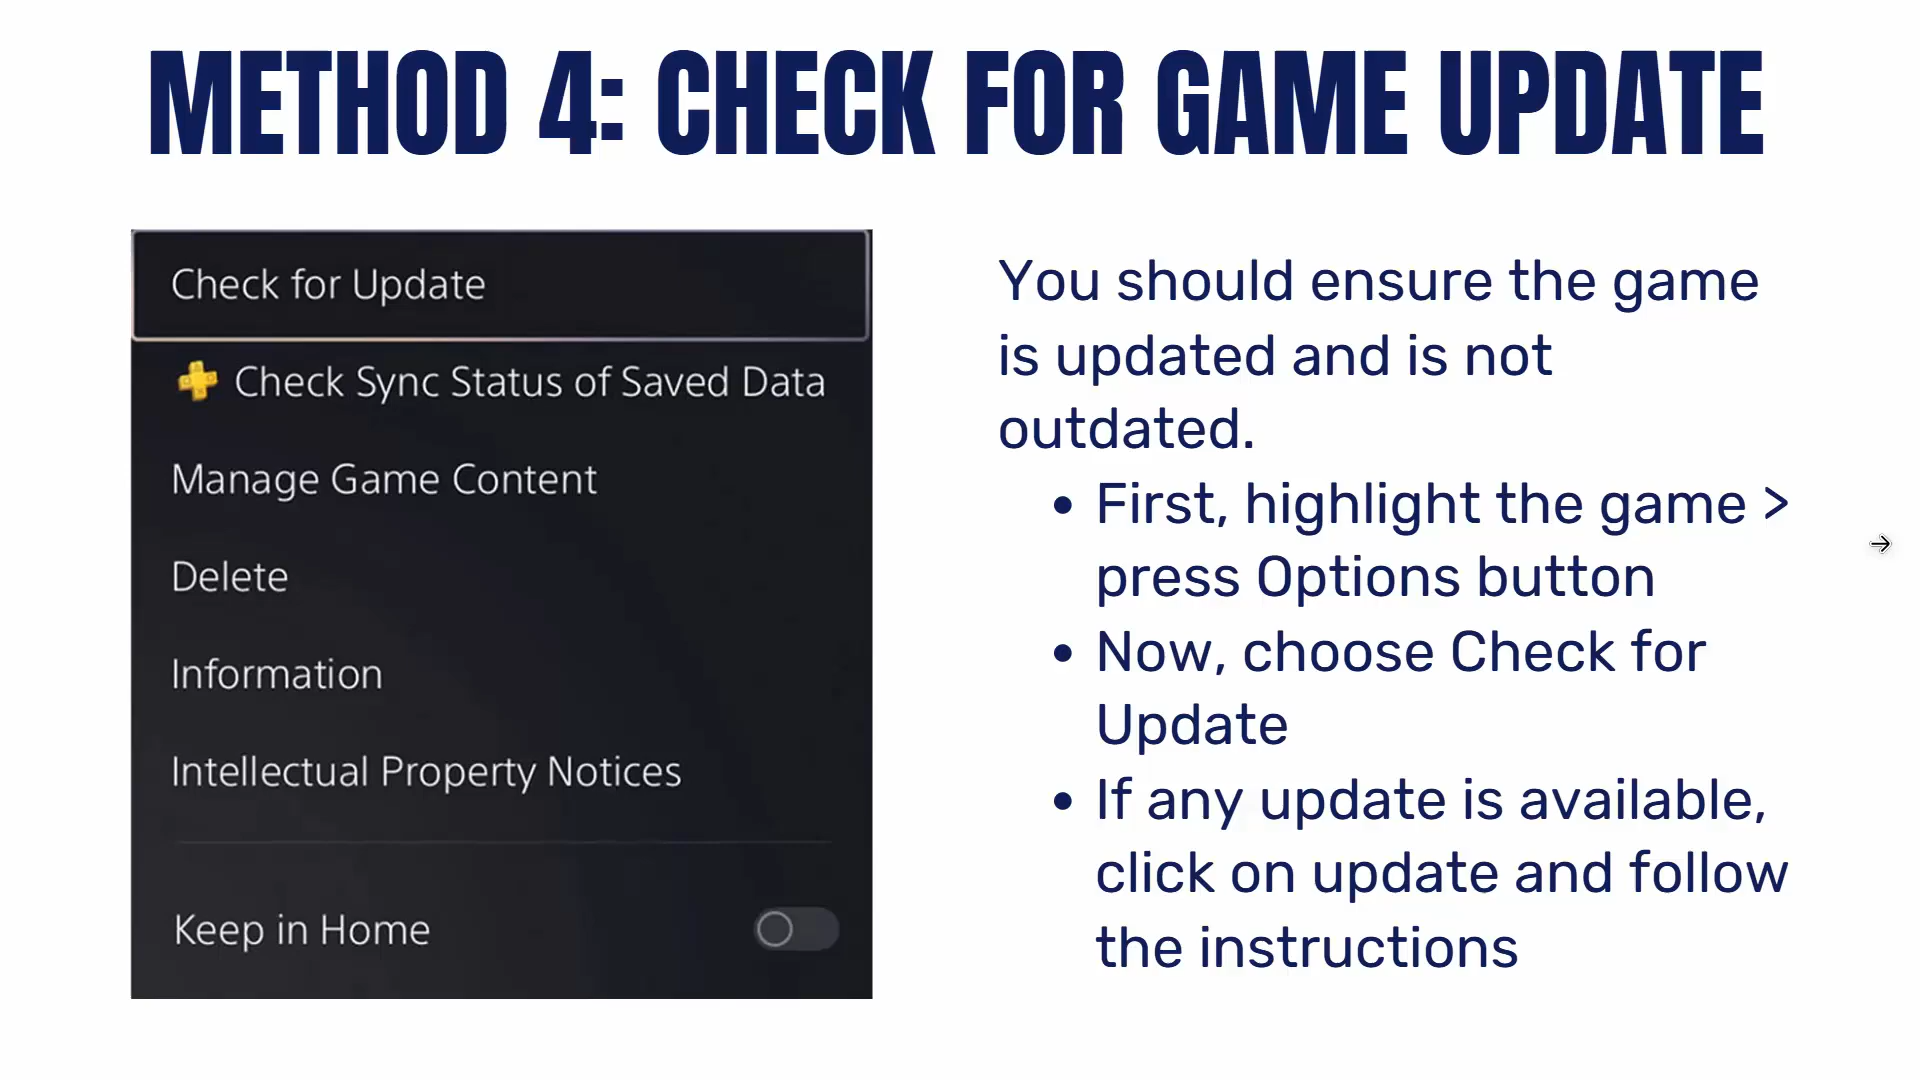 METHOD 4: CHECK FOR GAME UPDATE
Check for Update
Check Sync Status of Saved Data
Manage Game Content
Delete
Information
Intellectual Property Notices
Keep in Home
You should ensure the game
is updated and is not
outdated.
• First, highlight the game >
press Options button
• Now, choose Check for
Update
• If any update is available,
click on update and follow
the instructions